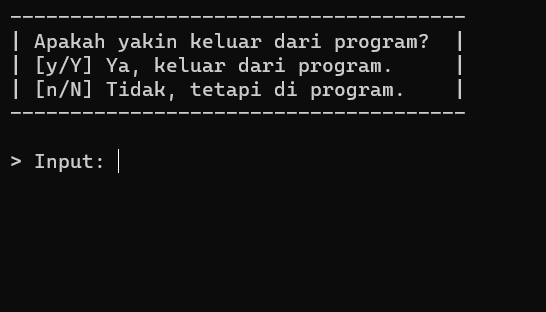 --------------------------------------
| Apakah yakin keluar dari program?  |
| [y/Y] Ya, keluar dari program.     |
| [n/N] Tidak, tetapi di program.    |
--------------------------------------
> Input: